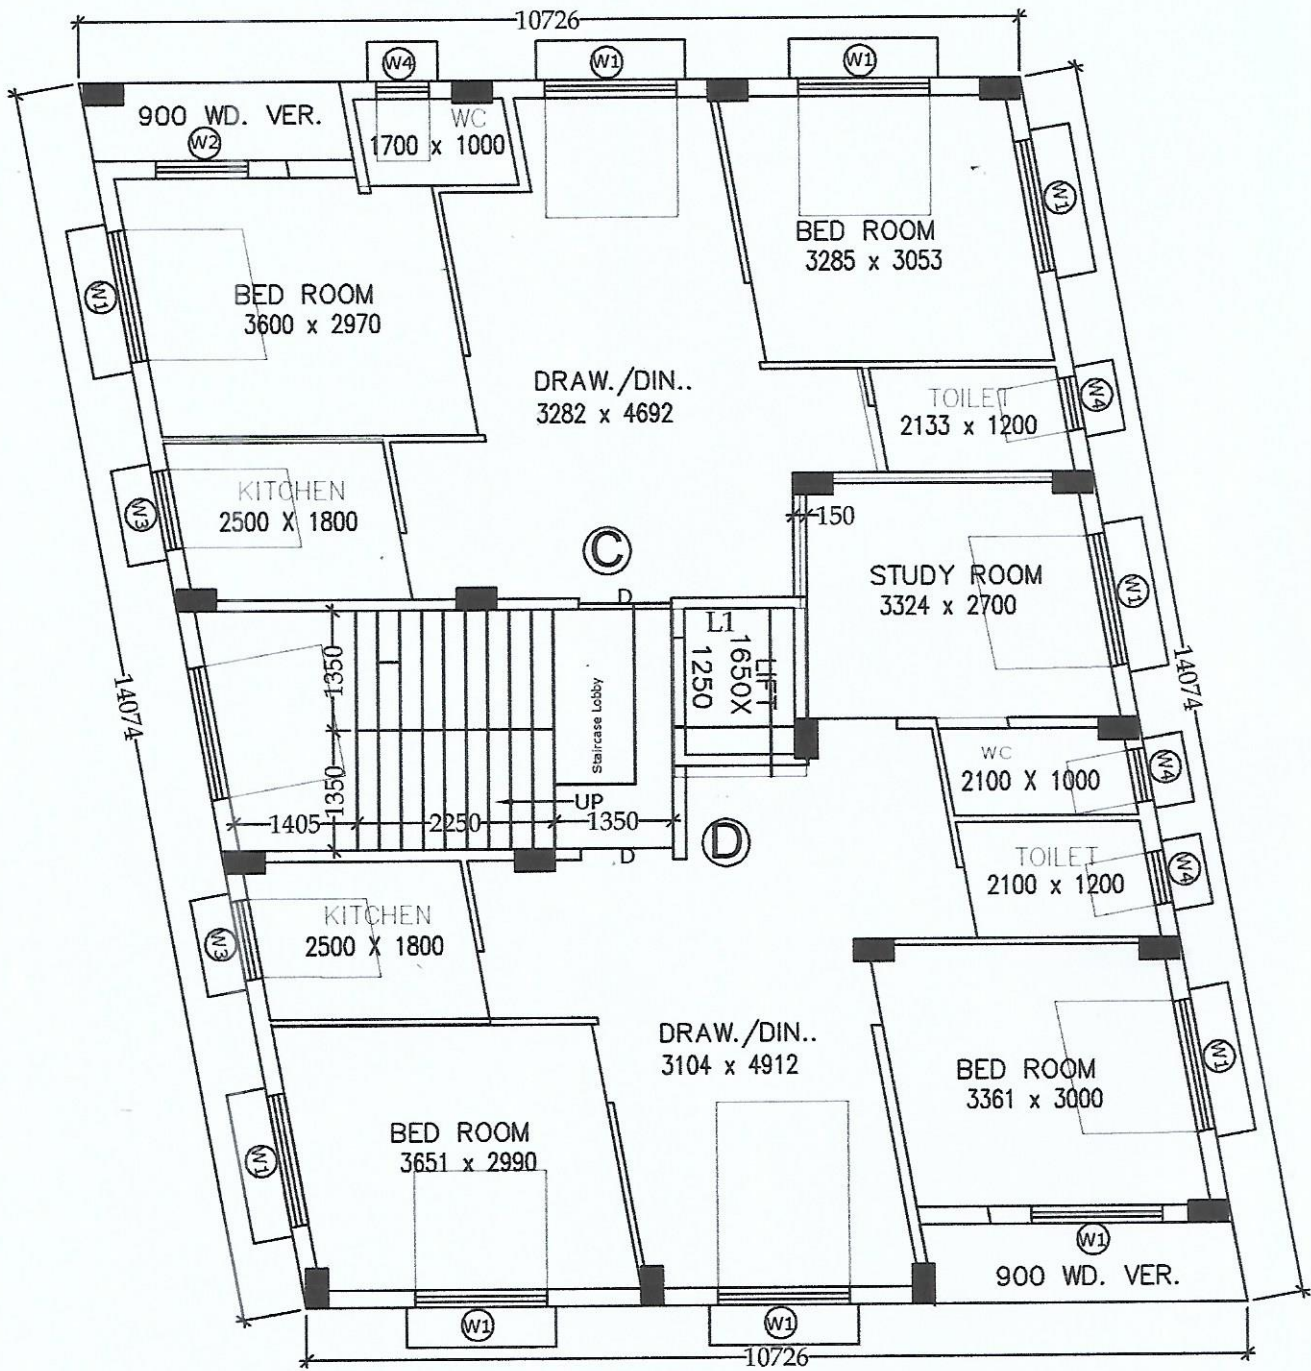 10726
W4
W1
W1
900 WD. VER.
W2
WC
1700 x 1000
BED ROOM
3285 x 3053
W1
W1
BED ROOM
3600 x 2970
DRAW./DIN..
3282 x 4692
TOILET
2133 x 1200
W4
KITCHEN
2500 X 1800
W3
C
150
STUDY ROOM
3324 x 2700
W1
D
L1
LIFT
1650X
1250
14074
14074
1350
1350
Staircase Lobby
UP
1405
2250
1350
WC
2100 X 1000
W4
D
D
TOILET
2100 x 1200
W4
KITCHEN
2500 X 1800
W3
DRAW./DIN..
3104 x 4912
BED ROOM
3361 x 3000
W1
BED ROOM
3651 x 2990
W1
W1
900 WD. VER.
W1
W1
10726